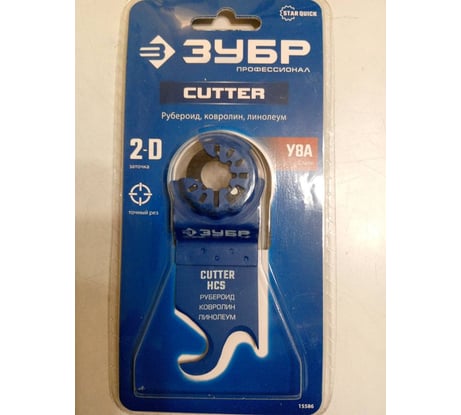 STAR QUICK
ЗУБР
ПРОФЕССИОНАЛ
CUTTER
Рубероид, ковролин, линолеум
2-D
заточка
У8А
Сталь
точный рез
ЗУБР
CUTTER
HCS
РУБЕРОИД
КОВРОЛИН
ЛИНОЛЕУМ
15586